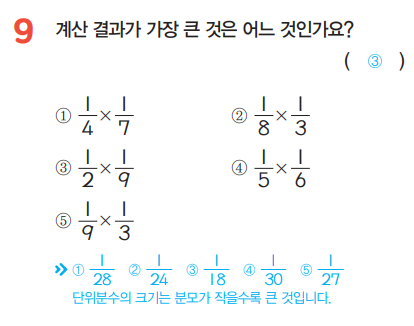 9 계산 결과가 가장 큰 것은 어느 것인가요?
( ③ )
① 1/4 × 1/7 ② 1/8 × 1/3
③ 1/2 × 1/9 ④ 1/5 × 1/6
⑤ 1/9 × 1/3
» ① 1/28 ② 1/24 ③ 1/18 ④ 1/30 ⑤ 1/27
단위분수의 크기는 분모가 작을수록 큰 것입니다.